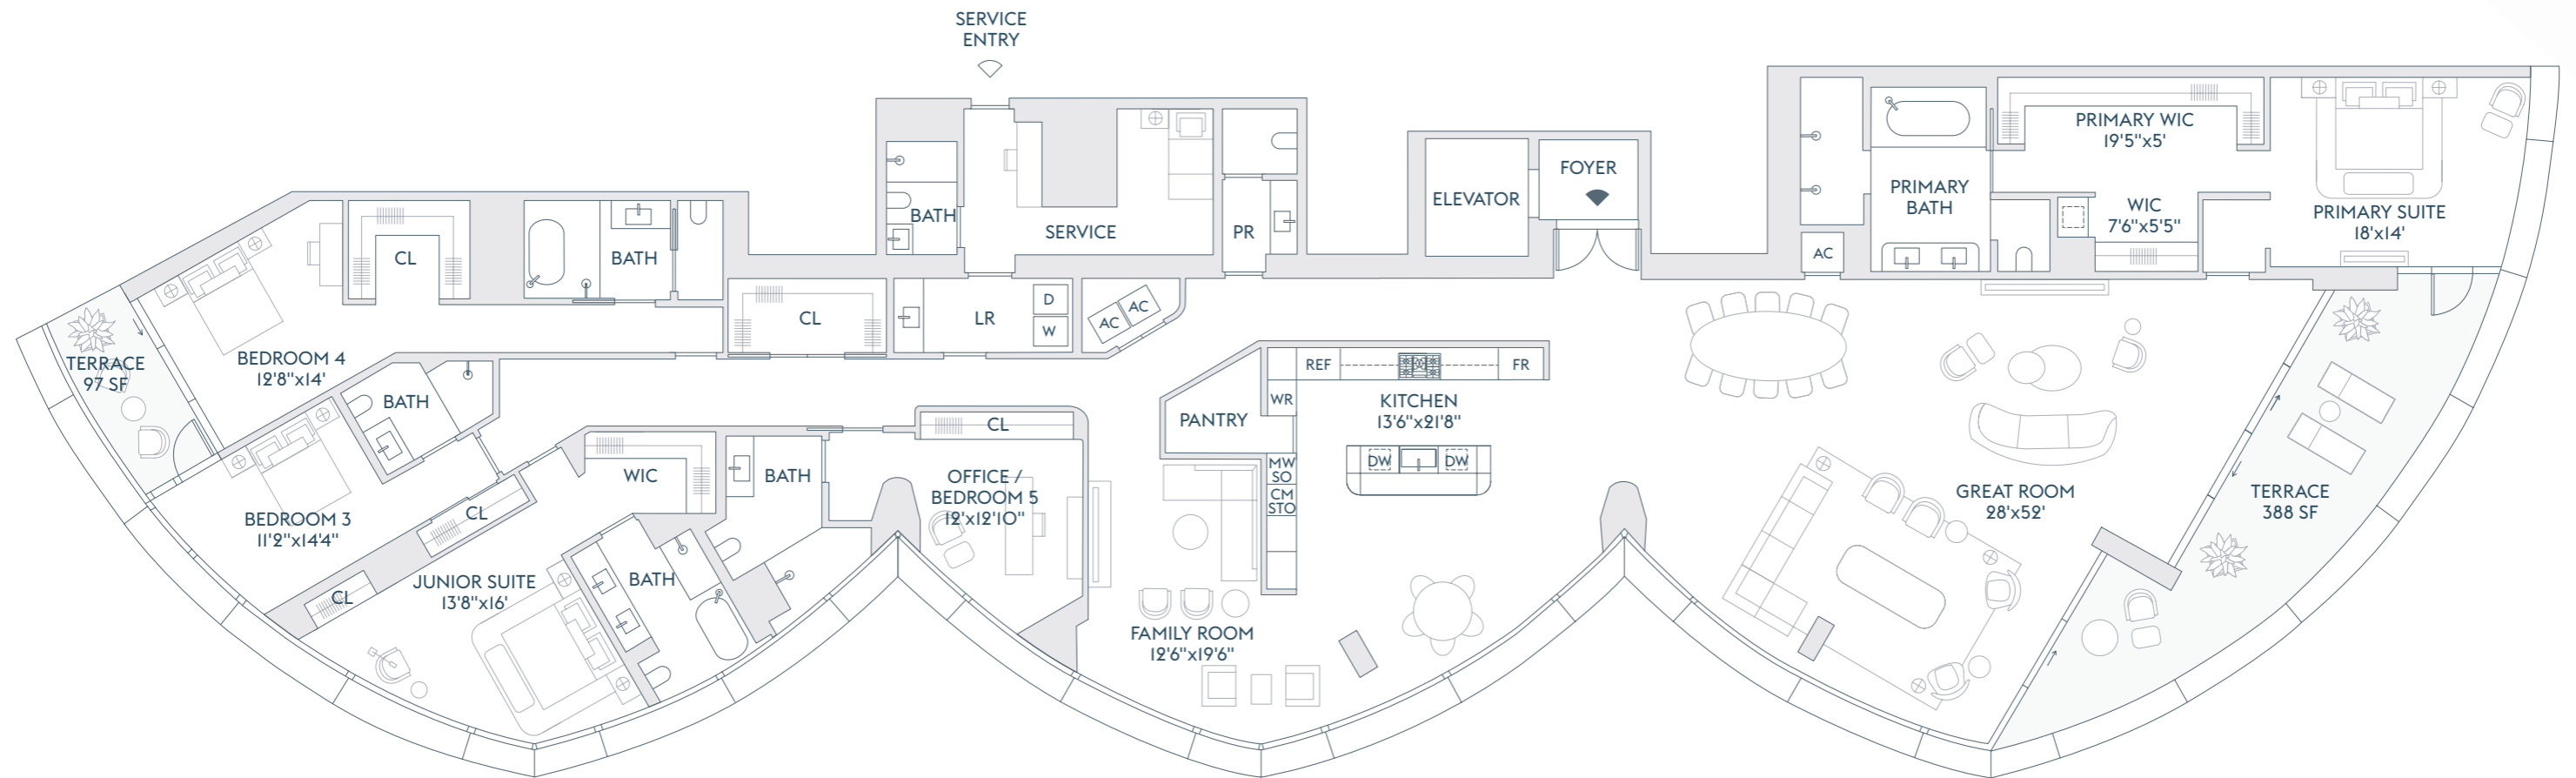 SERVICE
ENTRY
ELEVATOR
FOYER
PRIMARY
BATH
PRIMARY WIC
19'5"x5'
WIC
7'6"x5'5"
PRIMARY SUITE
18'x14'
BATH
SERVICE
PR
AC
CL
BATH
CL
LR
D
W
AC
AC
TERRACE
97 SF
BEDROOM 4
12'8"x14'
BATH
BEDROOM 3
11'2"x14'4"
CL
CL
JUNIOR SUITE
13'8"x16'
WIC
BATH
BATH
CL
OFFICE /
BEDROOM 5
12'x12'10"
PANTRY
REF
FR
WR
KITCHEN
13'6"x21'8"
MW
SO
CM
STO
DW
DW
FAMILY ROOM
12'6"x19'6"
GREAT ROOM
28'x52'
TERRACE
388 SF